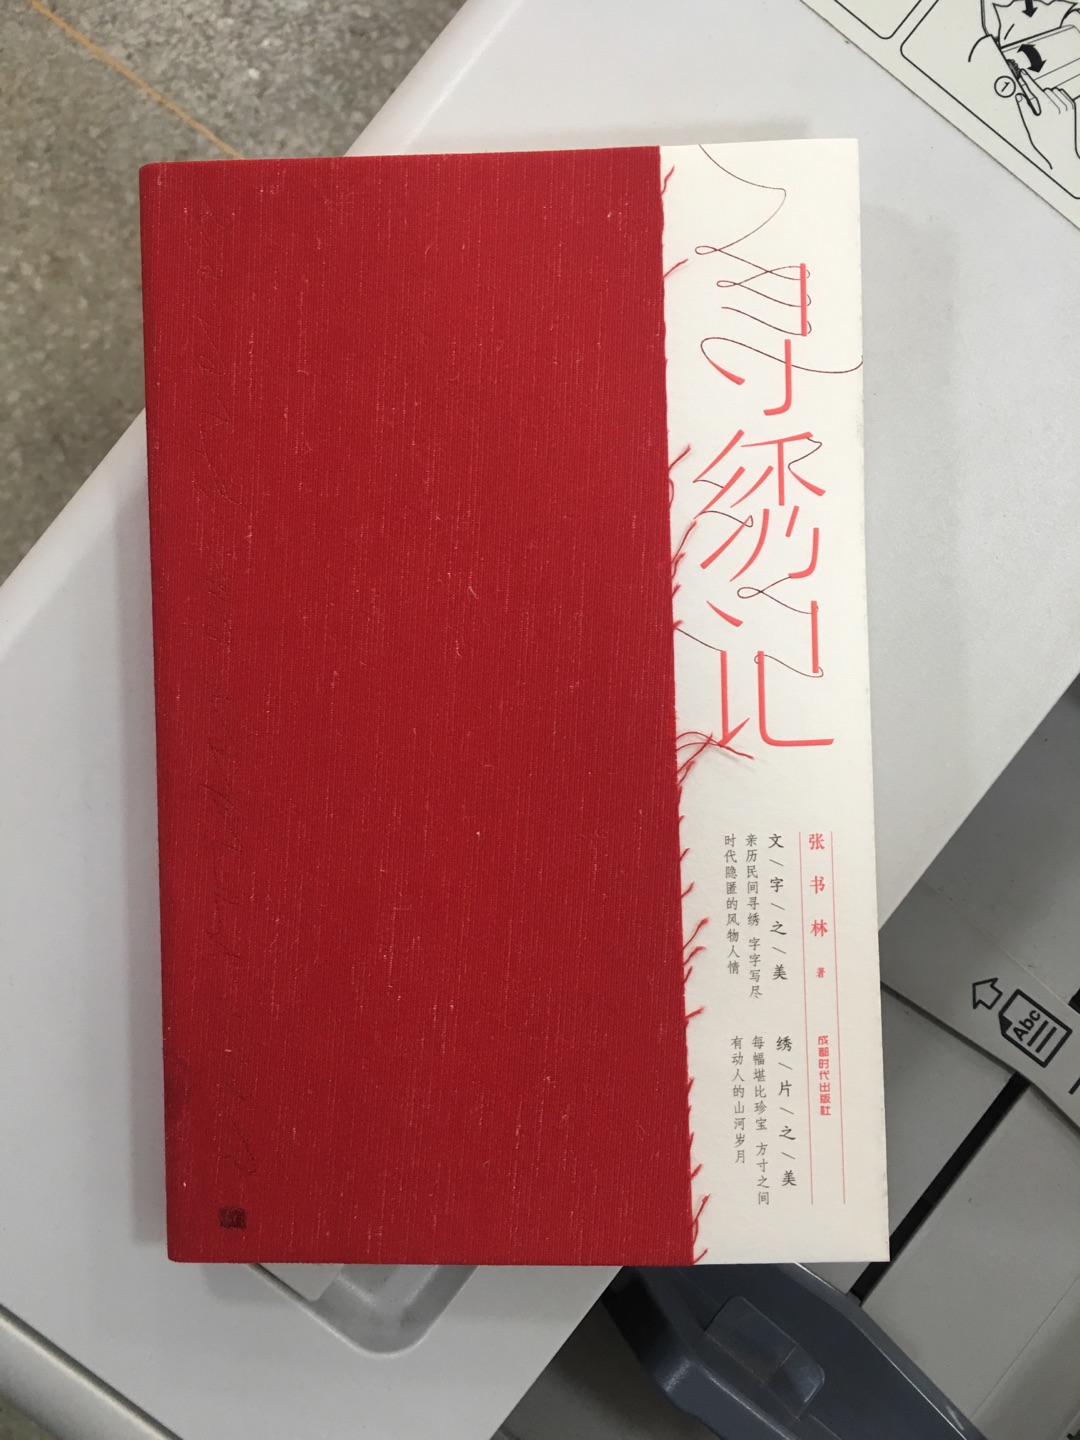 寻绣记
张书林 著
成都时代出版社
文/字/之/美
亲历民间寻绣 字字写尽
时代隐匿的风物人情
绣/片/之/美
每幅堪比珍宝 方寸之间
有动人的山河岁月
Abc
1